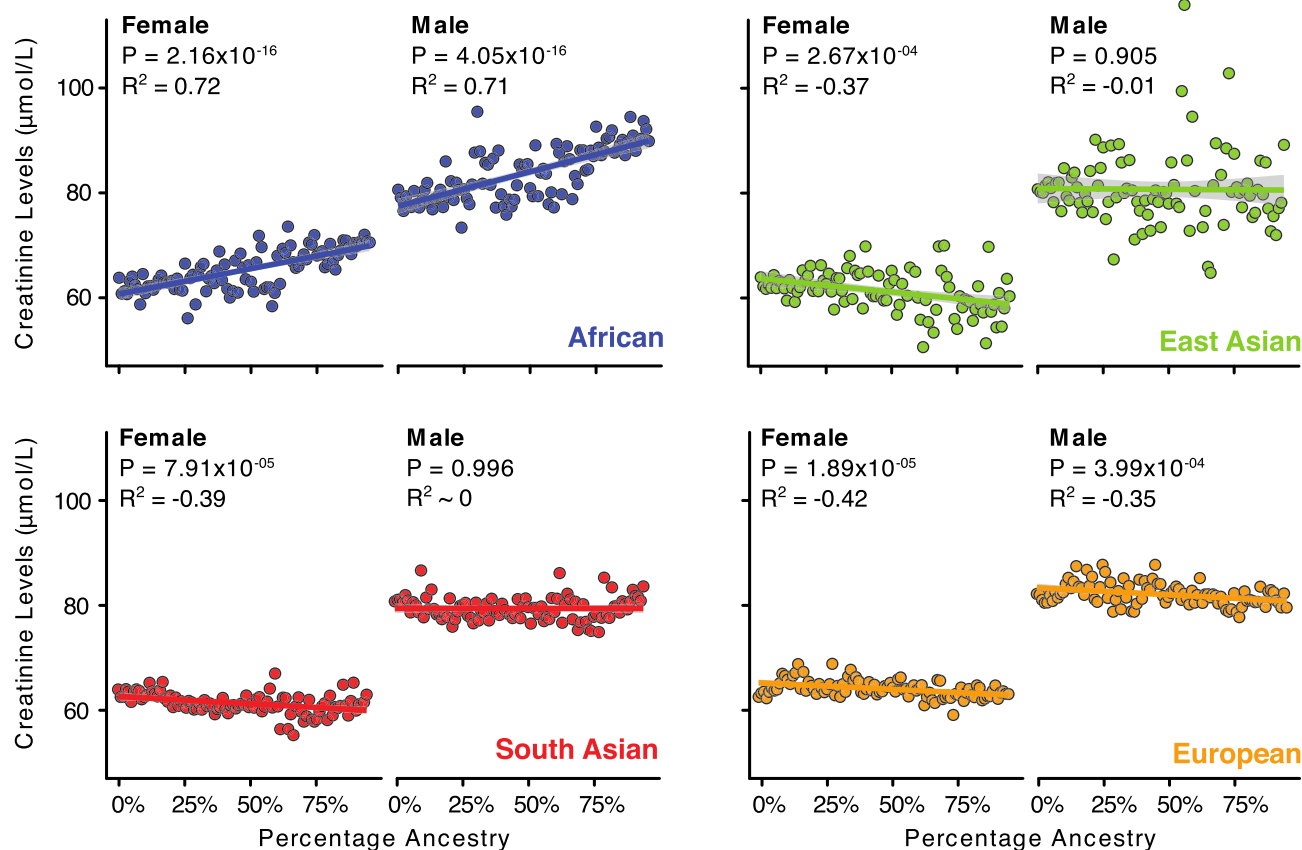 Female
P = 2.16x10⁻¹⁶
R² = 0.72
Male
P = 4.05x10⁻¹⁶
R² = 0.71
Creatinine Levels (µmol/L)
100
80
60
African
Female
P = 2.67x10⁻⁰⁴
R² = -0.37
Male
P = 0.905
R² = -0.01
East Asian
Female
P = 7.91x10⁻⁰⁵
R² = -0.39
Male
P = 0.996
R² ~ 0
Creatinine Levels (µmol/L)
100
80
60
South Asian
0% 25% 50% 75% 0% 25% 50% 75%
Percentage Ancestry
Female
P = 1.89x10⁻⁰⁵
R² = -0.42
Male
P = 3.99x10⁻⁰⁴
R² = -0.35
European
0% 25% 50% 75% 0% 25% 50% 75%
Percentage Ancestry